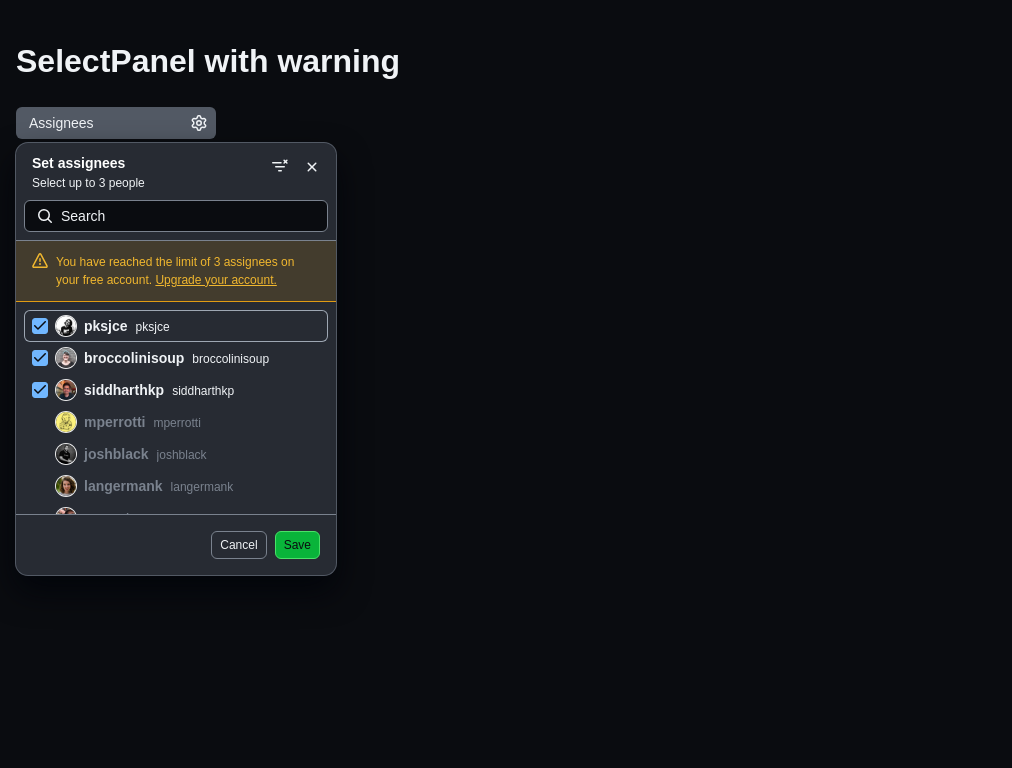 SelectPanel with warning
Assignees
Set assignees
Select up to 3 people
Search
You have reached the limit of 3 assignees on
your free account. Upgrade your account.
pksjce pksjce
broccolinisoup broccolinisoup
siddharthkp siddharthkp
mperrotti mperrotti
joshblack joshblack
langermank langermank
Cancel Save